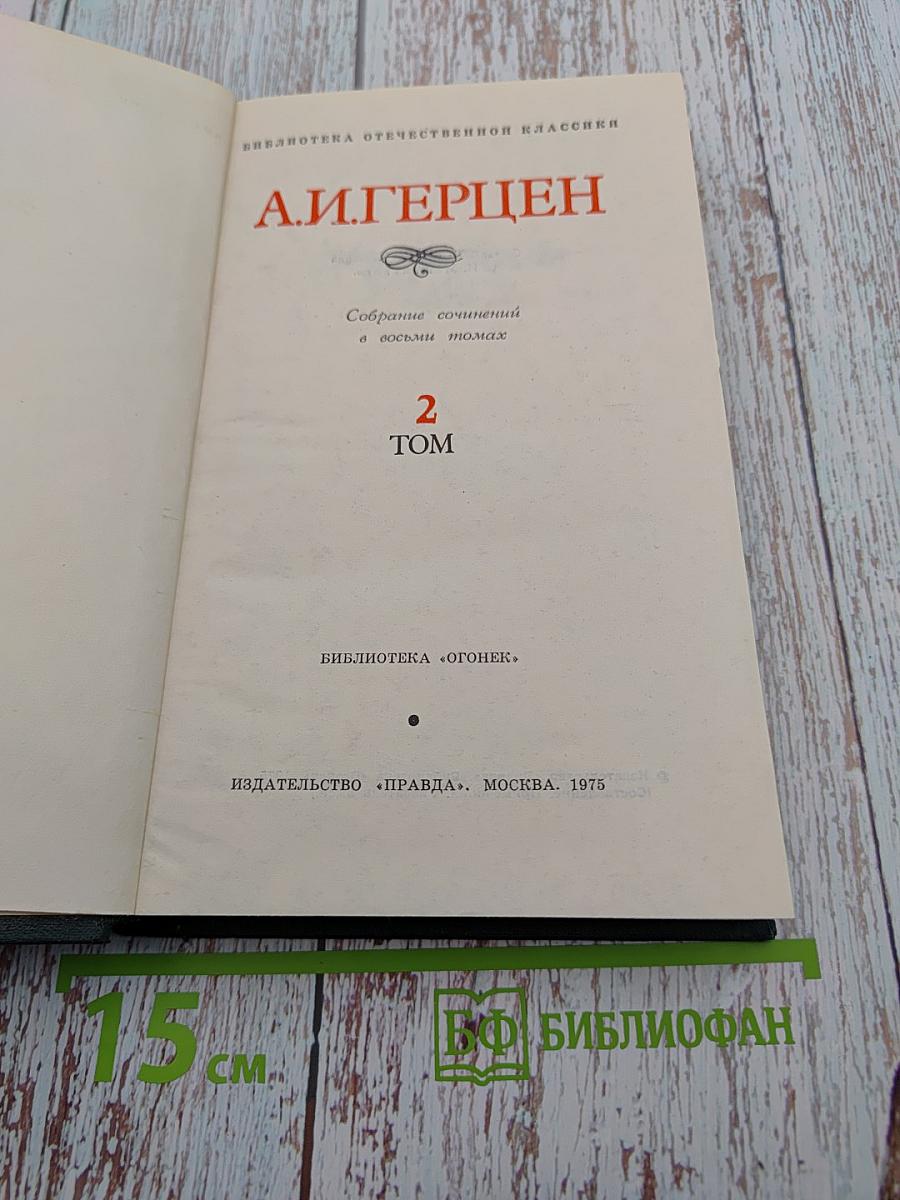 БИБЛИОТЕКА ОТЕЧЕСТВЕННОЙ КЛАССИКИ
А.И.ГЕРЦЕН
Собрание сочинений
в восьми томах
2
ТОМ
БИБЛИОТЕКА «ОГОНЕК»
ИЗДАТЕЛЬСТВО «ПРАВДА». МОСКВА. 1975
15 см
БФ БИБЛИОФАН